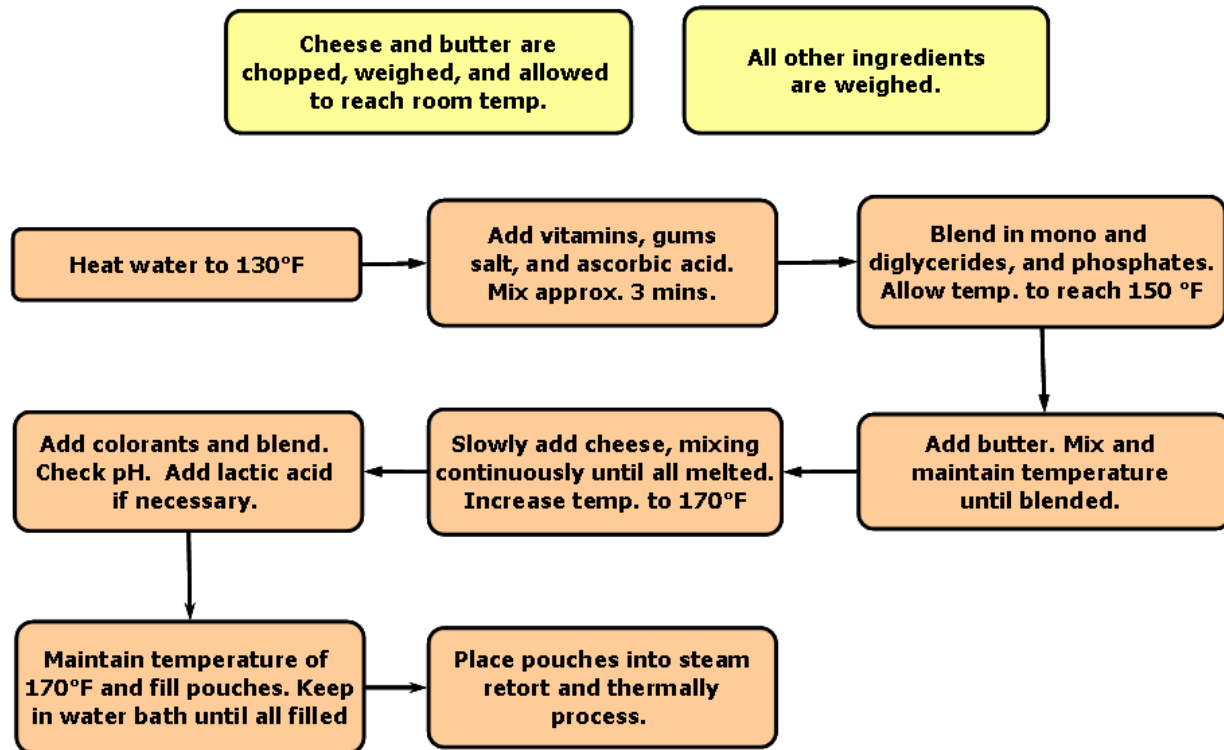 Cheese and butter are
chopped, weighed, and allowed
to reach room temp.
All other ingredients
are weighed.
Heat water to 130°F
Add vitamins, gums
salt, and ascorbic acid.
Mix approx. 3 mins.
Blend in mono and
diglycerides, and phosphates.
Allow temp. to reach 150 °F
Add colorants and blend.
Check pH.  Add lactic acid
if necessary.
Slowly add cheese, mixing
continuously until all melted.
Increase temp. to 170°F
Add butter. Mix and
maintain temperature
until blended.
Maintain temperature of
170°F and fill pouches. Keep
in water bath until all filled
Place pouches into steam
retort and thermally
process.